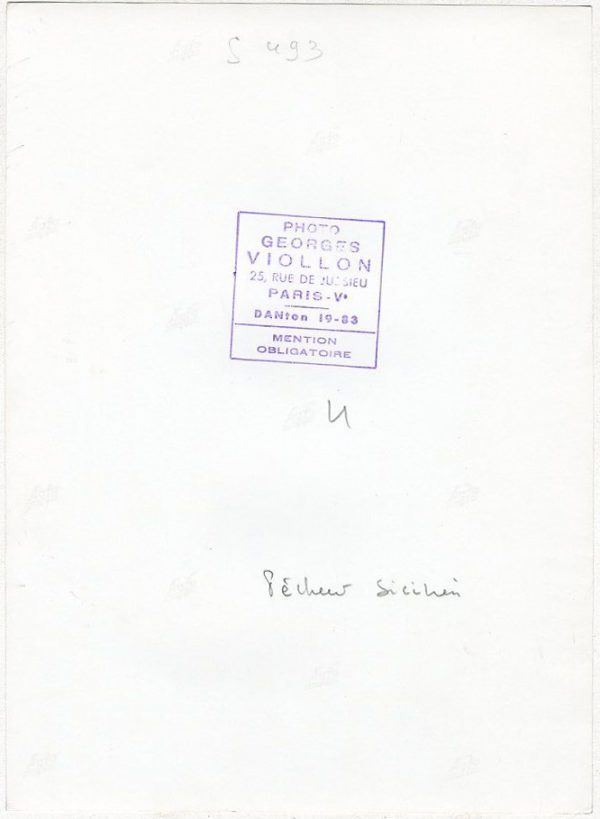 S 493
PHOTO
GEORGES
VIOLLON
25, RUE DE JUSSIEU
PARIS-Vᵉ
DANton 19-83
MENTION
OBLIGATOIRE
Pêcheur Sicilien